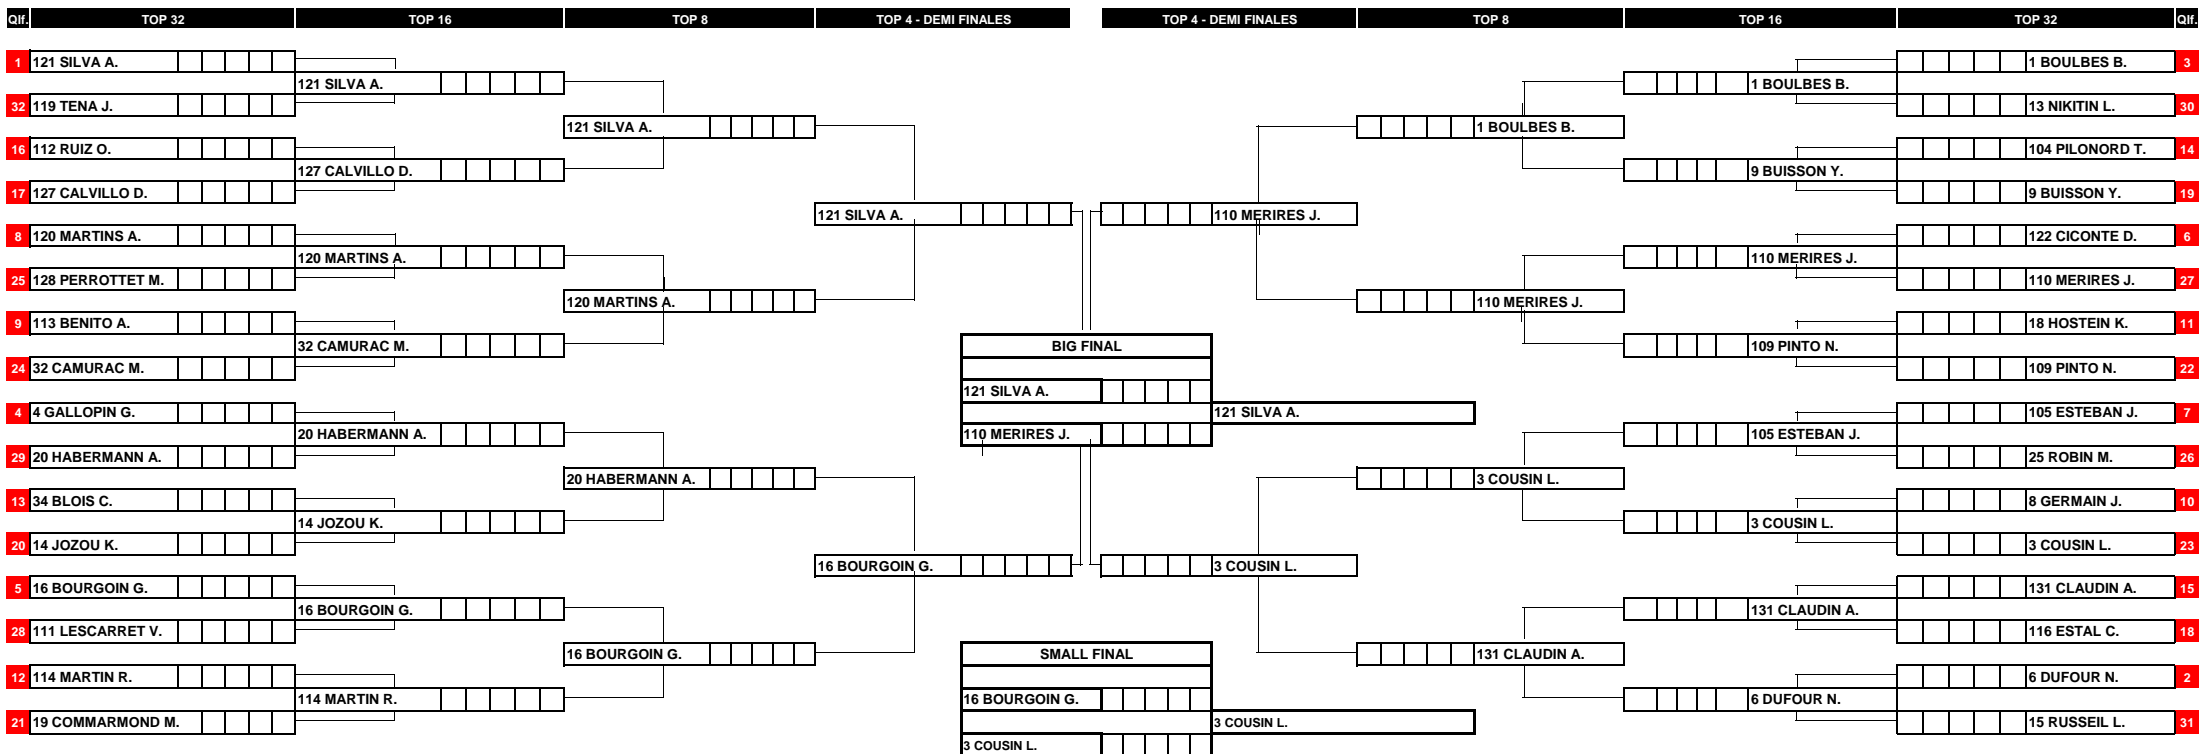 Qlf. TOP 32 TOP 16 TOP 8 TOP 4 - DEMI FINALES TOP 4 - DEMI FINALES TOP 8 TOP 16 TOP 32 Qlf.
1 121 SILVA A. 1 BOULBES B. 3
121 SILVA A. 1 BOULBES B.
32 119 TENA J. 13 NIKITIN L. 30
121 SILVA A. 1 BOULBES B.
16 112 RUIZ O. 104 PILONORD T. 14
127 CALVILLO D. 9 BUISSON Y.
17 127 CALVILLO D. 9 BUISSON Y. 19
121 SILVA A. 110 MERIRES J.
8 120 MARTINS A. 122 CICONTE D. 6
120 MARTINS A. 110 MERIRES J.
25 128 PERROTTET M. 110 MERIRES J. 27
120 MARTINS A. 110 MERIRES J.
9 113 BENITO A. 18 HOSTEIN K. 11
32 CAMURAC M. BIG FINAL 109 PINTO N.
24 32 CAMURAC M. 109 PINTO N. 22
121 SILVA A.
4 4 GALLOPIN G. 121 SILVA A. 105 ESTEBAN J. 7
20 HABERMANN A. 110 MERIRES J. 105 ESTEBAN J.
29 20 HABERMANN A. 25 ROBIN M. 26
20 HABERMANN A. 3 COUSIN L.
13 34 BLOIS C. 8 GERMAIN J. 10
14 JOZOU K. 3 COUSIN L.
20 14 JOZOU K. 3 COUSIN L. 23
16 BOURGOIN G. 3 COUSIN L.
5 16 BOURGOIN G. 131 CLAUDIN A. 15
16 BOURGOIN G. 131 CLAUDIN A.
28 111 LESCARRET V. 116 ESTAL C. 18
16 BOURGOIN G. SMALL FINAL 131 CLAUDIN A.
12 114 MARTIN R. 6 DUFOUR N. 2
114 MARTIN R. 16 BOURGOIN G. 6 DUFOUR N.
21 19 COMMARMOND M. 3 COUSIN L. 15 RUSSEIL L. 31
3 COUSIN L.